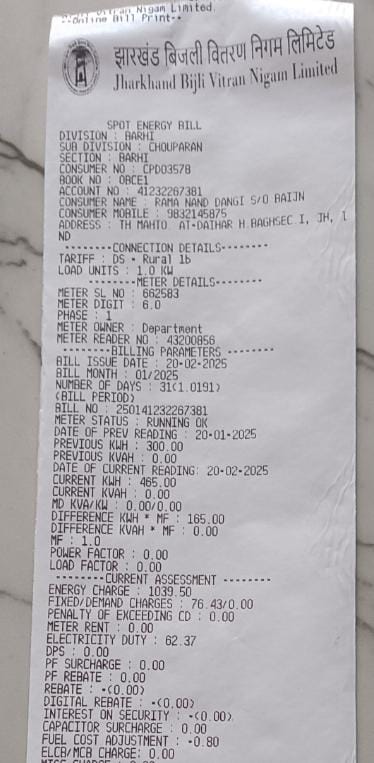 Vitran Nigam Limited
--Online Bill Print--
झारखंड बिजली वितरण निगम लिमिटेड
Jharkhand Bijli Vitran Nigam Limited
SPOT ENERGY BILL
DIVISION : BARHI
SUB DIVISION : CHOUPARAN
SECTION : BARHI
CONSUMER NO : CPD03578
BOOK NO : OBCE1
ACCOUNT NO : 41232267381
CONSUMER NAME : RAMA NAND DANGI S/O BAIJN
CONSUMER MOBILE : 9832145875
ADDRESS : TH MAHTO, AT-DAIHAR H.BAGHSEC I, JH, I
ND
--------CONNECTION DETAILS--------
TARIFF : DS - Rural 1b
LOAD UNITS : 1.0 KW
--------METER DETAILS--------
METER SL NO : 662583
METER DIGIT : 6.0
PHASE : 1
METER OWNER : Department
METER READER NO : 43200856
--------BILLING PARAMETERS --------
BILL ISSUE DATE : 20-02-2025
BILL MONTH : 01/2025
NUMBER OF DAYS : 31(1.0191)
(BILL PERIOD)
BILL NO : 250141232267381
METER STATUS : RUNNING OK
DATE OF PREV READING : 20-01-2025
PREVIOUS KWH : 300.00
PREVIOUS KVAH : 0.00
DATE OF CURRENT READING: 20-02-2025
CURRENT KWH : 465.00
CURRENT KVAH : 0.00
MD KVA/KW : 0.00/0.00
DIFFERENCE KWH * MF : 165.00
DIFFERENCE KVAH * MF : 0.00
MF : 1.0
POWER FACTOR : 0.00
LOAD FACTOR : 0.00
--------CURRENT ASSESSMENT --------
ENERGY CHARGE : 1039.50
FIXED/DEMAND CHARGES : 76.43/0.00
PENALTY OF EXCEEDING CD : 0.00
METER RENT : 0.00
ELECTRICITY DUTY : 62.37
DPS : 0.00
PF SURCHARGE : 0.00
PF REBATE : 0.00
REBATE : -(0.00)
DIGITAL REBATE : -(0.00)
INTEREST ON SECURITY : -(0.00)
CAPACITOR SURCHARGE : 0.00
FUEL COST ADJUSTMENT : -0.80
ELCB/MCB CHARGE: 0.00